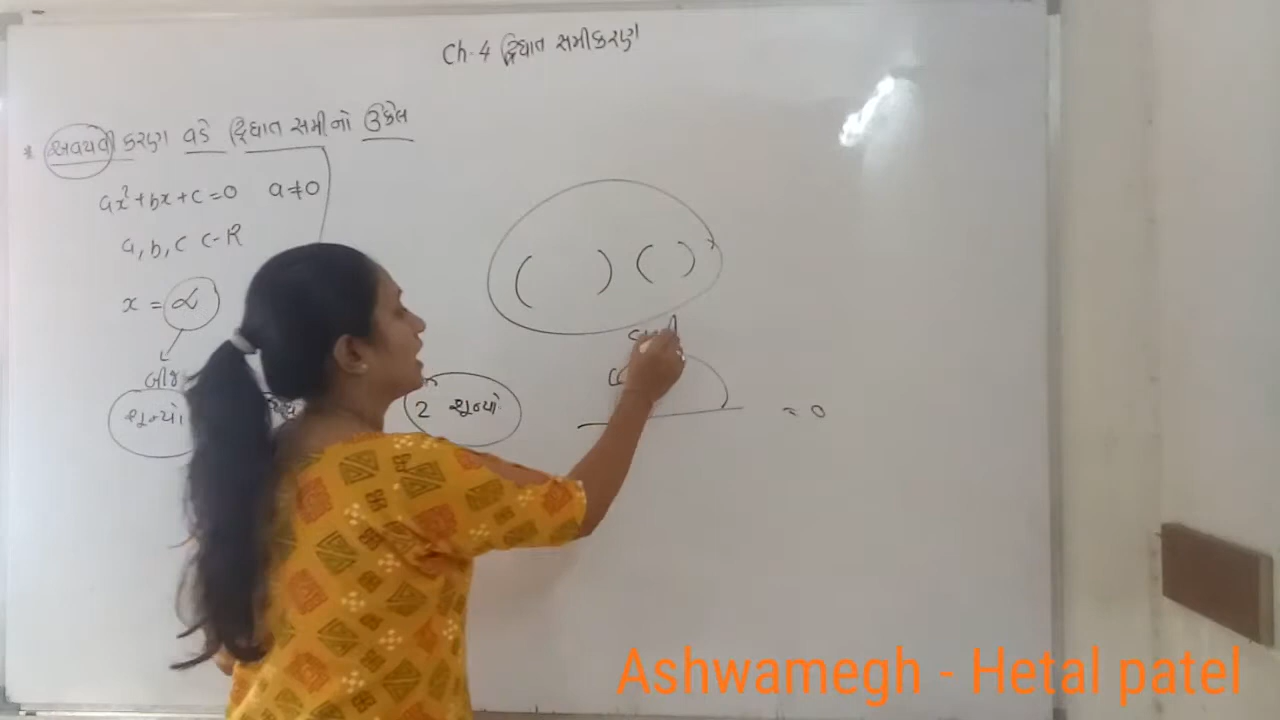 Ch-4 દ્વિઘાત સમીકરણ
* અવયવીકરણ વડે દ્વિઘાત સમી.નો ઉકેલ
ax²+bx+c=0 a≠0
a, b, c ∈ R
x = α
બીજ
શૂન્યો
2 શૂન્યો
( ) ( )
= 0
Ashwamegh - Hetal patel